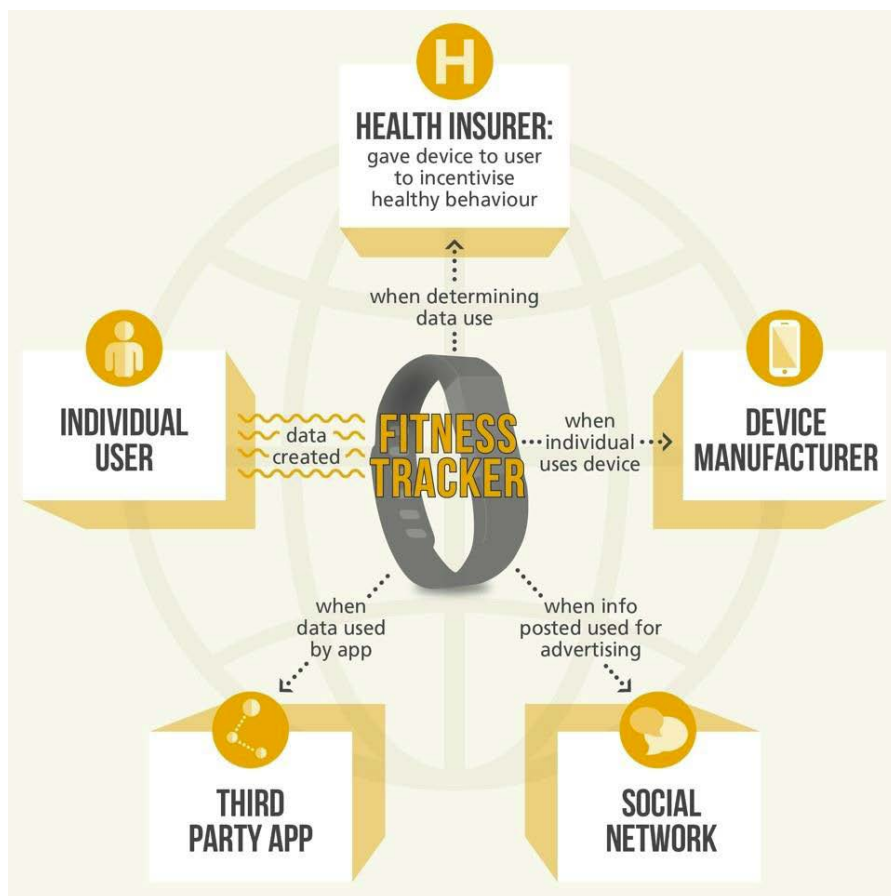 H
HEALTH INSURER:
gave device to user
to incentivise
healthy behaviour
when determining
data use
INDIVIDUAL
USER
data
created
FITNESS
TRACKER
when
individual
uses device
DEVICE
MANUFACTURER
when
data used
by app
when info
posted used for
advertising
THIRD
PARTY APP
SOCIAL
NETWORK